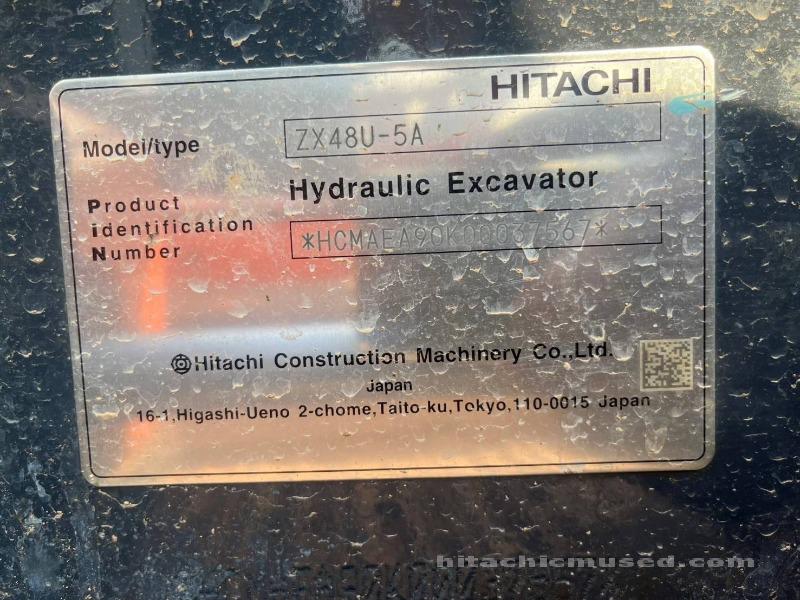 HITACHI
Model/type ZX48U-5A
Hydraulic Excavator
Product
Identification *HCMAEA90K00037567*
Number
Hitachi Construction Machinery Co.,Ltd.
Japan
16-1,Higashi-Ueno 2-chome,Taito-ku,Tokyo,110-0015 Japan
hitachicmused.com